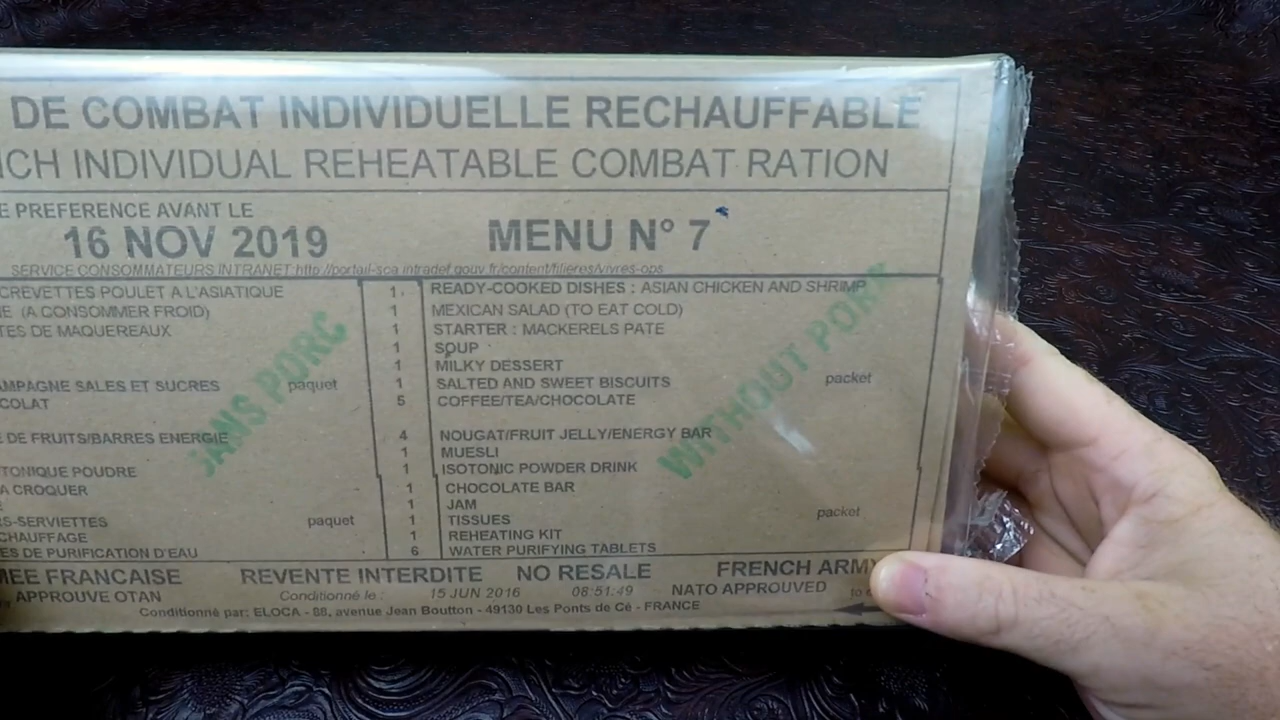 DE COMBAT INDIVIDUELLE RECHAUFFABLE
NCH INDIVIDUAL REHEATABLE COMBAT RATION
E PREFERENCE AVANT LE
16 NOV 2019 MENU N° 7
SERVICE CONSOMMATEURS INTRANET:http://portail-sca.intradef.gouv.fr/content/filieres/vivres-ops
CREVETTES POULET A L'ASIATIQUE 1 READY-COOKED DISHES : ASIAN CHICKEN AND SHRIMP
E (A CONSOMMER FROID) 1 MEXICAN SALAD (TO EAT COLD)
TES DE MAQUEREAUX 1 STARTER : MACKERELS PATE
1 SOUP
1 MILKY DESSERT
AMPAGNE SALES ET SUCRES paquet 1 SALTED AND SWEET BISCUITS packet
COLAT 5 COFFEE/TEA/CHOCOLATE
E DE FRUITS/BARRES ENERGIE 4 NOUGAT/FRUIT JELLY/ENERGY BAR
1 MUESLI
TONIQUE POUDRE 1 ISOTONIC POWDER DRINK
A CROQUER 1 CHOCOLATE BAR
1 JAM
RS-SERVIETTES paquet 1 TISSUES packet
CHAUFFAGE 1 REHEATING KIT
ES DE PURIFICATION D'EAU 6 WATER PURIFYING TABLETS
SANS PORC
WITHOUT PORK
MEE FRANCAISE REVENTE INTERDITE NO RESALE FRENCH ARMY
APPROUVE OTAN Conditionné le : 15 JUN 2016 08:51:49 NATO APPROUVED
Conditionné par: ELOCA - 88, avenue Jean Boutton - 49130 Les Ponts de Cé - FRANCE